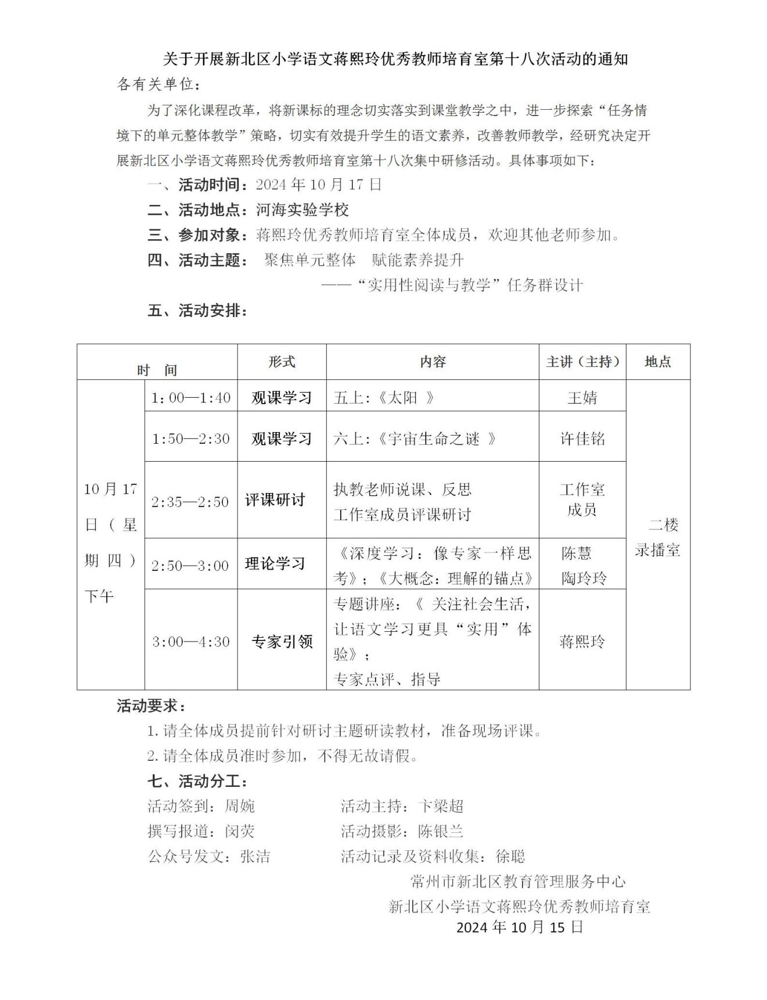 关于开展新北区小学语文蒋熙玲优秀教师培育室第十八次活动的通知
各有关单位：
为了深化课程改革，将新课标的理念切实落实到课堂教学之中，进一步探索“任务情
境下的单元整体教学”策略，切实有效提升学生的语文素养，改善教师教学，经研究决定开
展新北区小学语文蒋熙玲优秀教师培育室第十八次集中研修活动。具体事项如下：
一、活动时间：2024 年 10 月 17 日
二、活动地点：河海实验学校
三、参加对象：蒋熙玲优秀教师培育室全体成员，欢迎其他老师参加。
四、活动主题： 聚焦单元整体 赋能素养提升
——“实用性阅读与教学”任务群设计
五、活动安排：
时 间 形式 内容 主讲（主持） 地点
10 月 17
日（星
期四）
下午
1：00—1:40 观课学习 五上:《太阳 》 王婧
1:50—2:30 观课学习 六上:《宇宙生命之谜 》 许佳铭
2:35—2:50 评课研讨
执教老师说课、反思
工作室成员评课研讨
工作室
成员
2:50—3:00 理论学习
《深度学习：像专家一样思
考》；《大概念：理解的锚点》
陈慧
陶玲玲
3:00—4:30 专家引领
专题讲座：《 关注社会生活，
让语文学习更具“实用”体
验》；
专家点评、指导
蒋熙玲
二楼
录播室
活动要求：
1.请全体成员提前针对研讨主题研读教材，准备现场评课。
2.请全体成员准时参加，不得无故请假。
七、活动分工：
活动签到：周婉 活动主持：卞梁超
撰写报道：闵荧 活动摄影：陈银兰
公众号发文：张洁 活动记录及资料收集：徐聪
常州市新北区教育管理服务中心
新北区小学语文蒋熙玲优秀教师培育室
2024 年 10 月 15 日